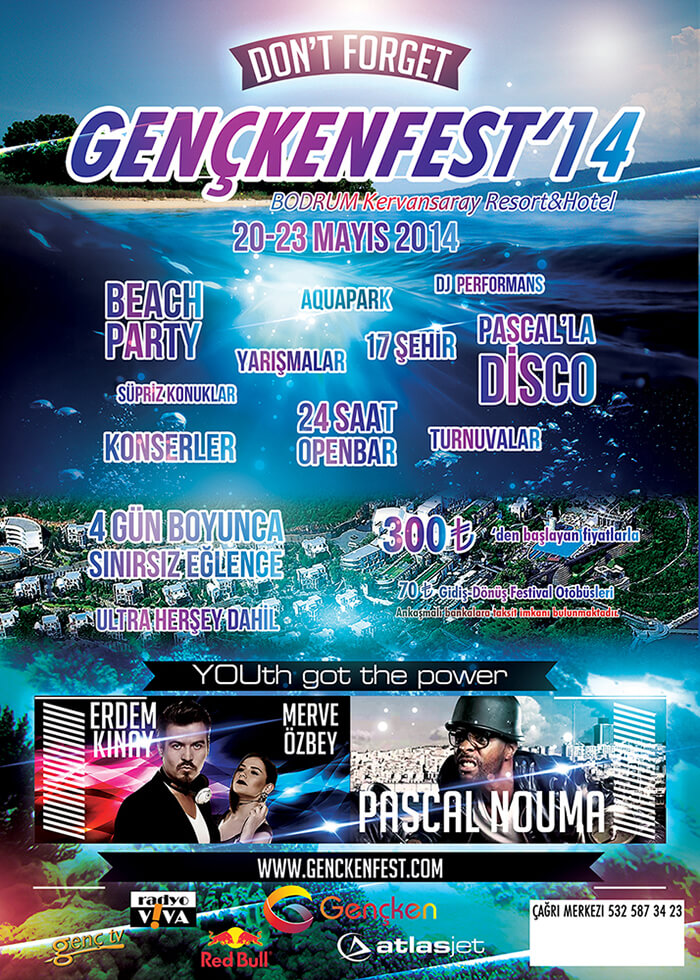 DON'T FORGET
GENÇKENFEST'14
BODRUM Kervansaray Resort&Hotel
20-23 MAYIS 2014
BEACH
PARTY
AQUAPARK
DJ PERFORMANS
YARIŞMALAR
17 ŞEHİR
PASCAL'LA
DİSCO
SÜPRİZ KONUKLAR
KONSERLER
24 SAAT
OPENBAR
TURNUVALAR
4 GÜN BOYUNCA
SINIRSIZ EĞLENCE
ULTRA HERŞEY DAHİL
300₺ 'den başlayan fiyatlarla
70₺ Gidiş-Dönüş Festival Otobüsleri
Ankaşmalı bankalara taksit imkanı bulunmaktadır.
YOUth got the power
ERDEM
KINAY
MERVE
ÖZBEY
PAŞCAL NOUMA
WWW.GENCKENFEST.COM
radyo
VİVA
Gençken
genç tv
Red Bull
atlasjet
ÇAĞRI MERKEZİ 532 587 34 23